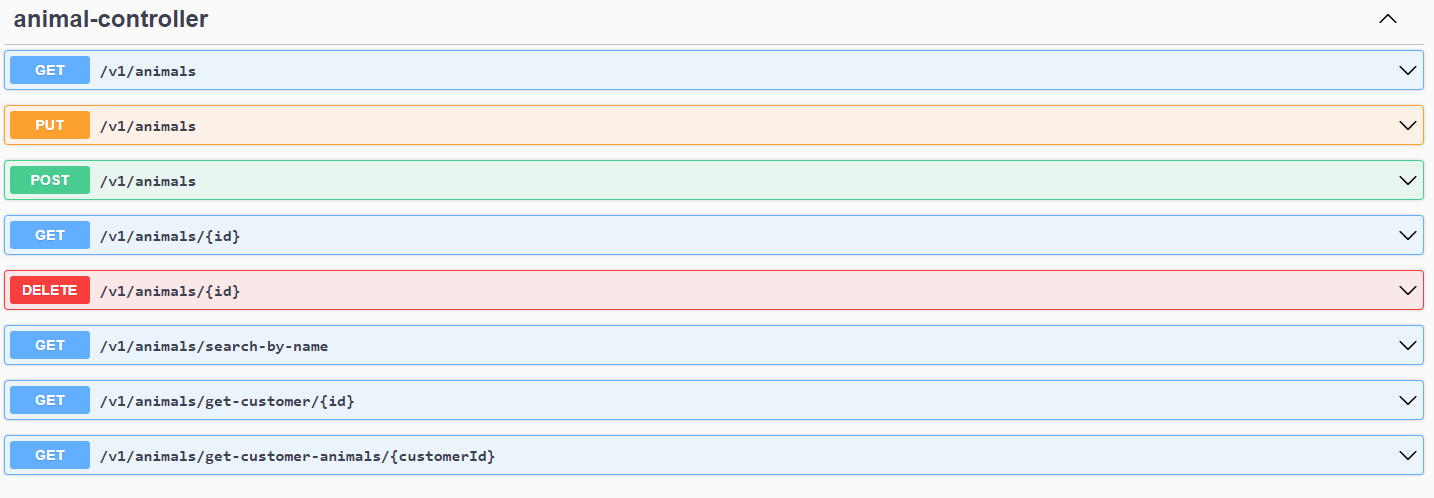 animal-controller
GET /v1/animals
PUT /v1/animals
POST /v1/animals
GET /v1/animals/{id}
DELETE /v1/animals/{id}
GET /v1/animals/search-by-name
GET /v1/animals/get-customer/{id}
GET /v1/animals/get-customer-animals/{customerId}